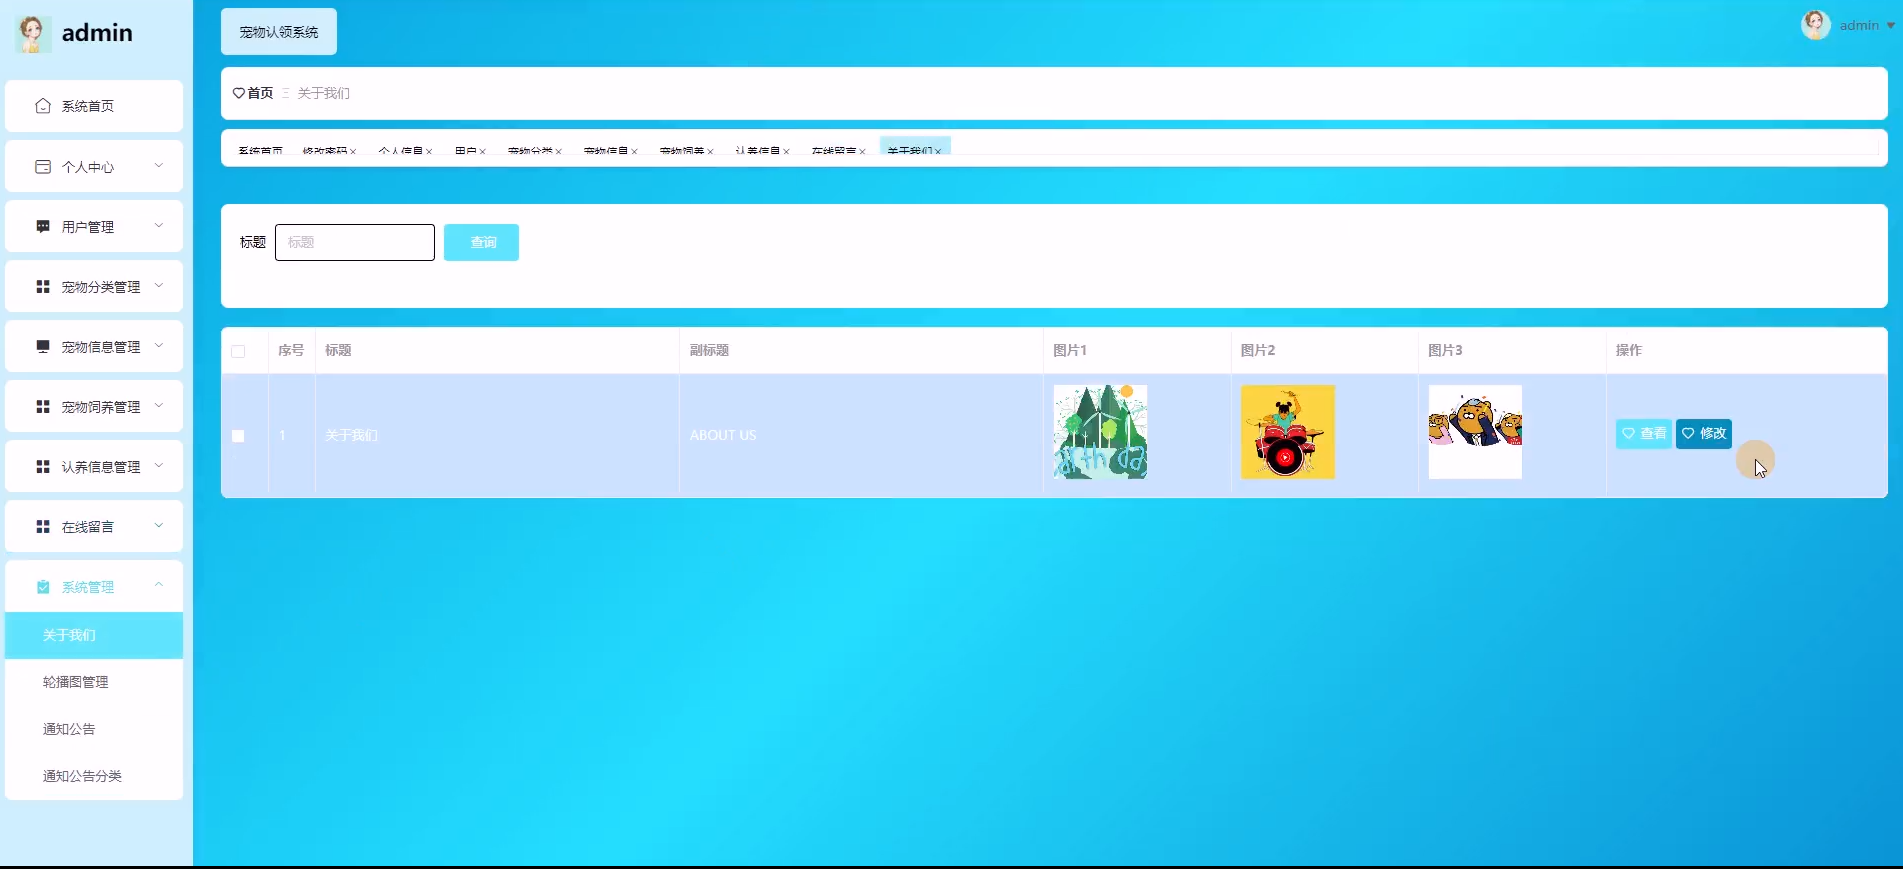 admin
宠物认领系统
admin
首页 关于我们
系统首页 修改密码× 个人信息× 用户× 宠物分类× 宠物信息× 宠物饲养× 认养信息× 在线留言× 关于我们×
系统首页
个人中心
用户管理
宠物分类管理
宠物信息管理
宠物饲养管理
认养信息管理
在线留言
系统管理
关于我们
轮播图管理
通知公告
通知公告分类
标题 标题 查询
序号 标题 副标题 图片1 图片2 图片3 操作
1 关于我们 ABOUT US 查看 修改
arth da